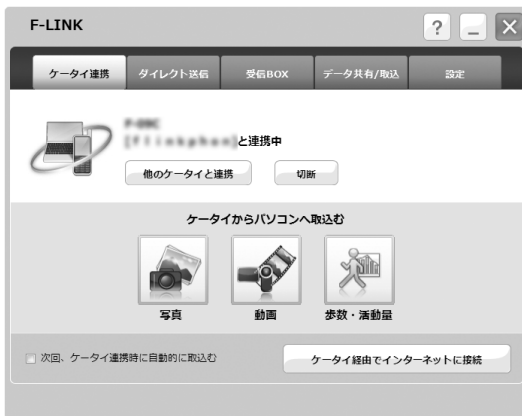 F-LINK
?
ケータイ連携 ダイレクト送信 受信BOX データ共有/取込 設定
と連携中
他のケータイと連携 切断
ケータイからパソコンへ取込む
写真 動画 歩数・活動量
次回、ケータイ連携時に自動的に取込む ケータイ経由でインターネットに接続